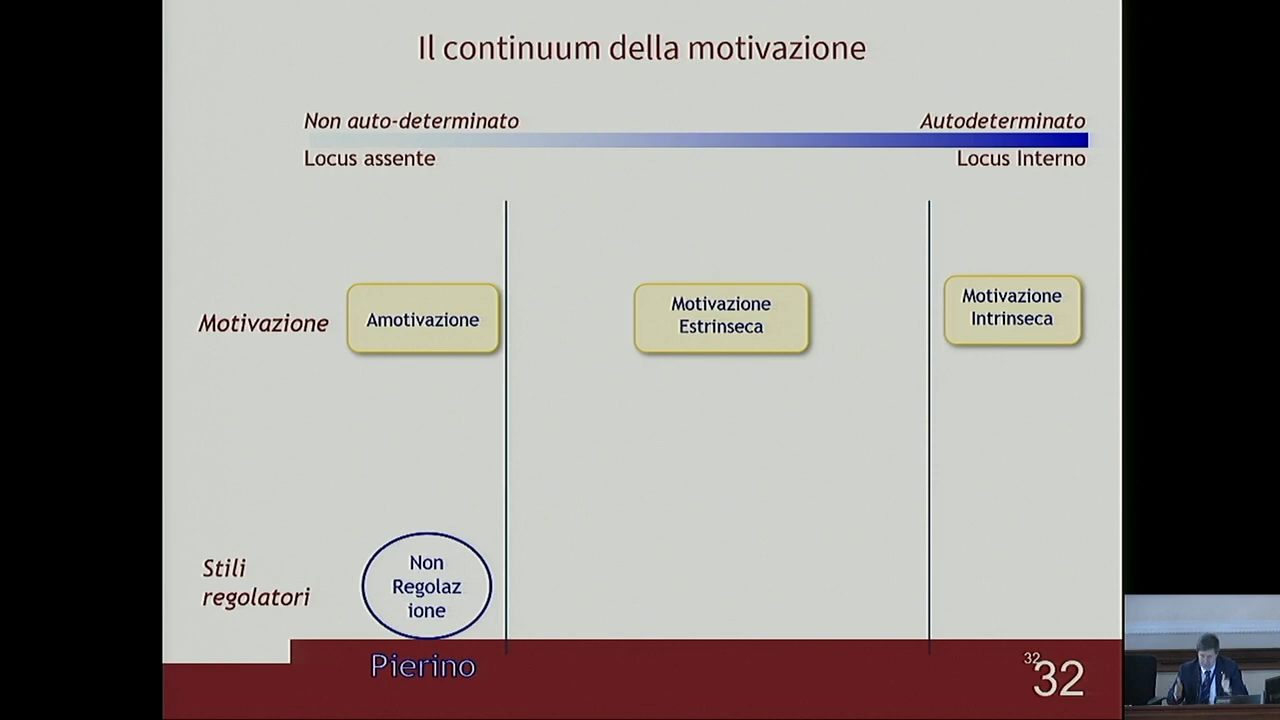 Il continuum della motivazione
Non auto-determinato
Autodeterminato
Locus assente
Locus Interno
Motivazione
Amotivazione
Motivazione
Estrinseca
Motivazione
Intrinseca
Stili
regolatori
Non
Regolaz
ione
Pierino
32
32